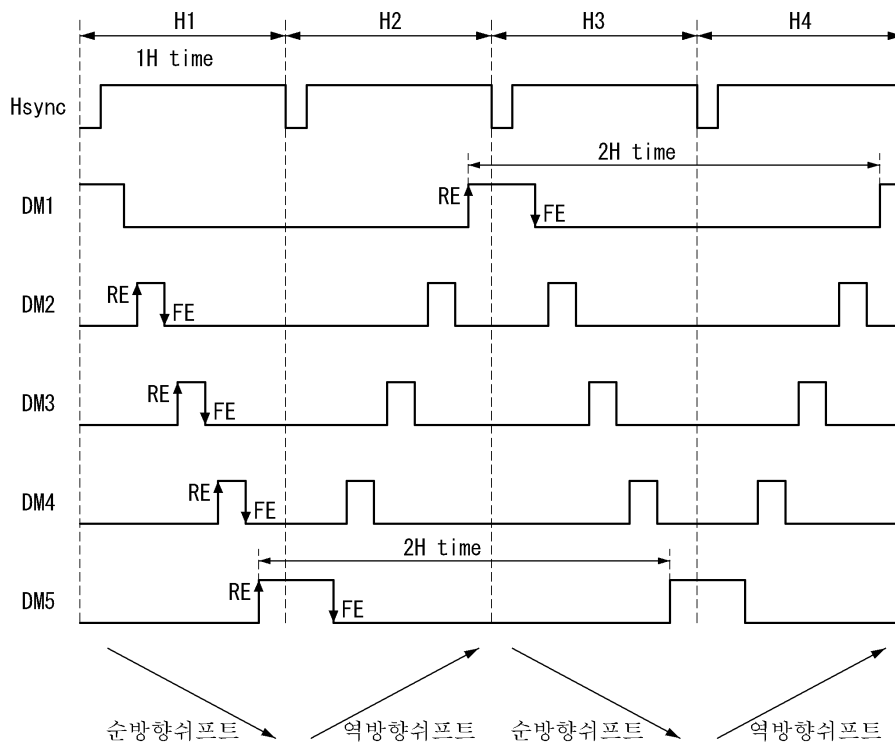 H1 H2 H3 H4
1H time
Hsync
2H time
DM1 RE FE
DM2 RE FE
DM3 RE FE
DM4 RE FE
2H time
DM5 RE FE
순방향쉬프트 역방향쉬프트 순방향쉬프트 역방향쉬프트